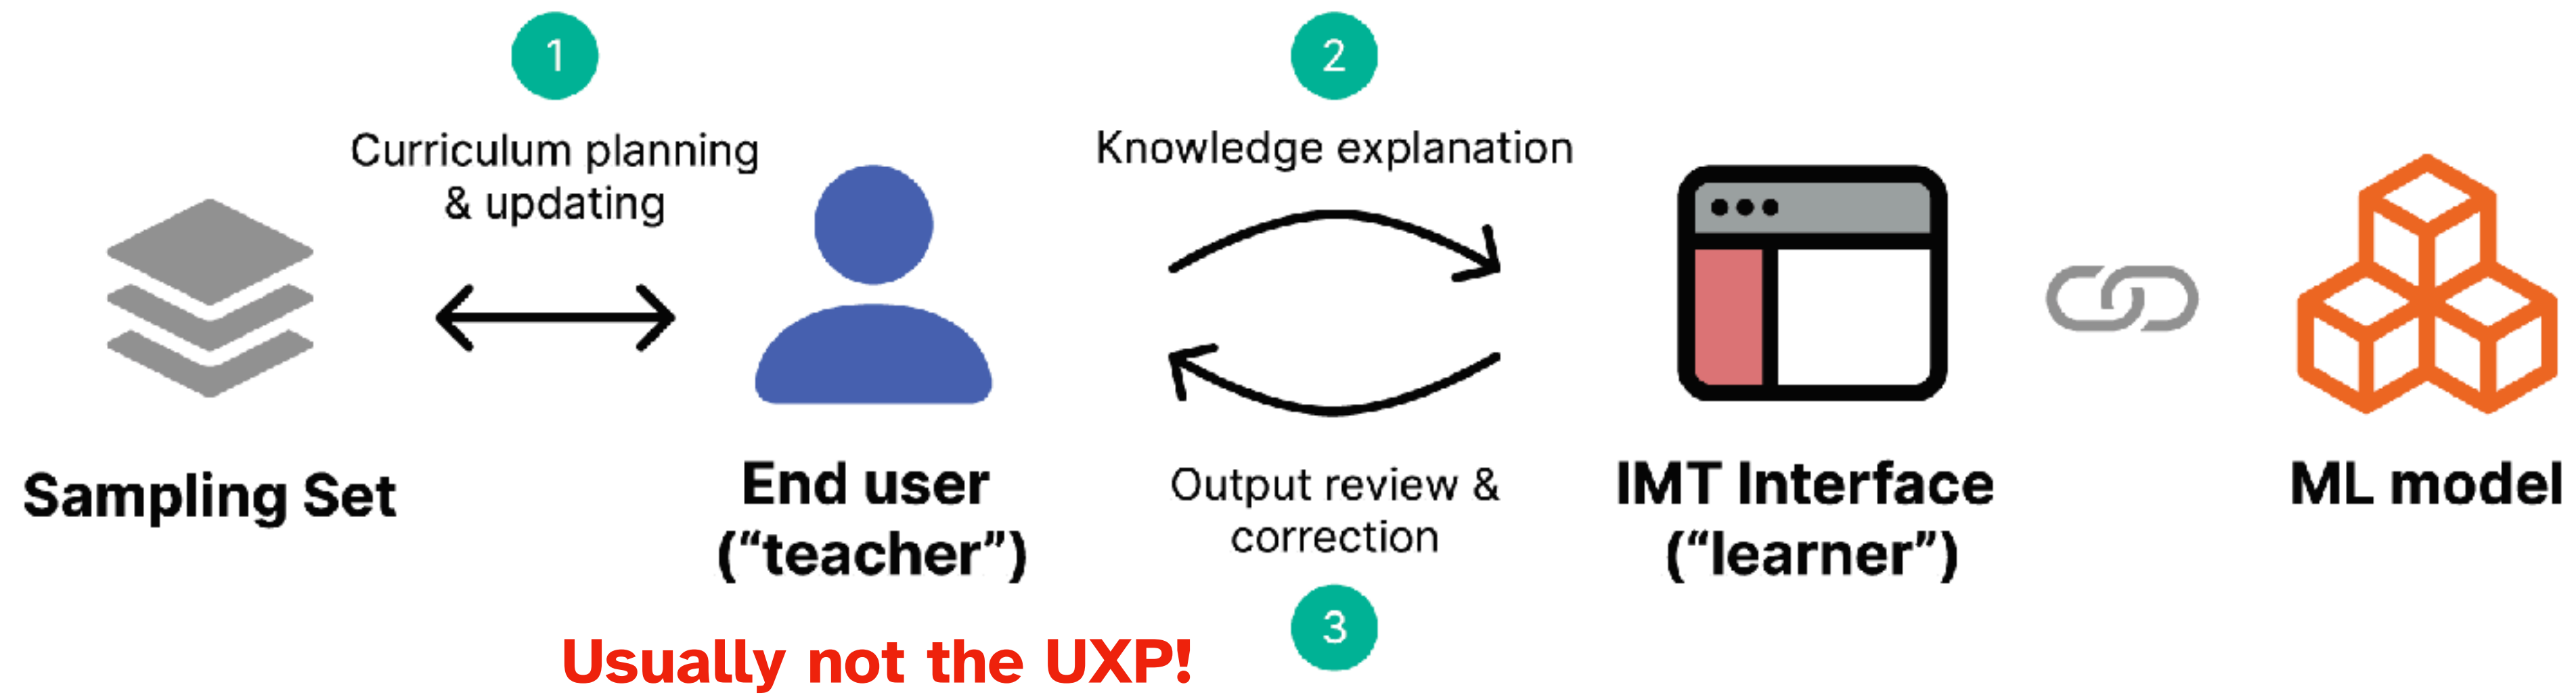 1
Curriculum planning
& updating
2
Knowledge explanation
Sampling Set
End user
(“teacher”)
Output review &
correction
3
IMT Interface
(“learner”)
ML model
Usually not the UXP!